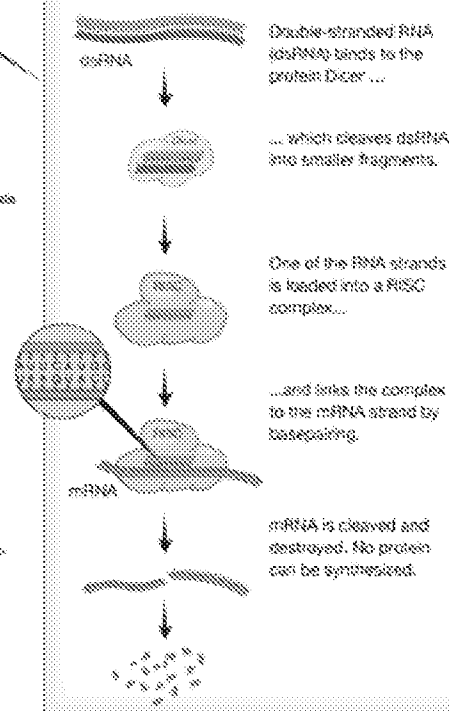 Double-stranded RNA
(dsRNA) binds to the
protein Dicer ...
dsRNA
... which cleaves dsRNA
into smaller fragments.
One of the RNA strands
is loaded into a RISC
complex...
...and links the complex
to the mRNA strand by
basepairing.
mRNA
mRNA is cleaved and
destroyed. No protein
can be synthesized.